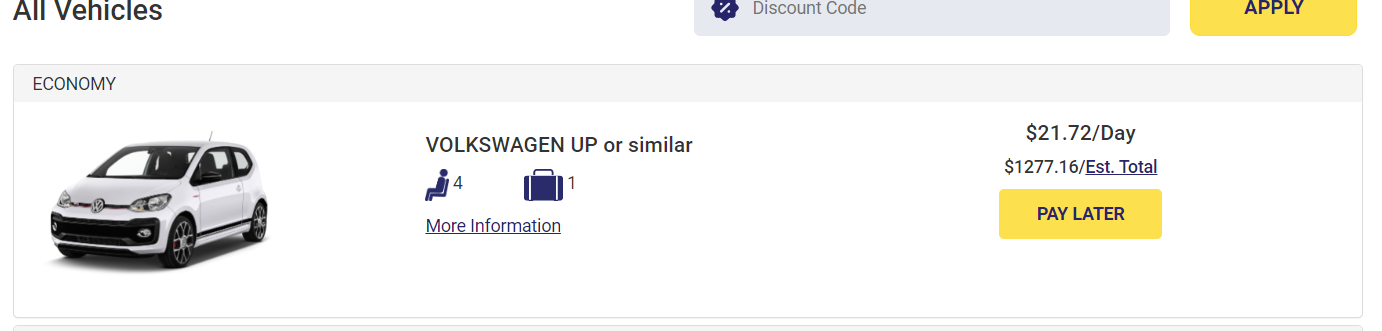 All Vehicles
Discount Code
APPLY
ECONOMY
VOLKSWAGEN UP or similar
4
1
More Information
$21.72/Day
$1277.16/Est. Total
PAY LATER